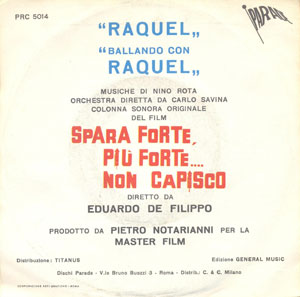 PRC 5014
PARADE
"RAQUEL„
"BALLANDO CON
RAQUEL„
MUSICHE DI NINO ROTA
ORCHESTRA DIRETTA DA CARLO SAVINA
COLONNA SONORA ORIGINALE
DEL FILM
SPARA FORTE,
PIÙ FORTE....
NON CAPISCO
DIRETTO DA
EDUARDO DE FILIPPO
PRODOTTO DA PIETRO NOTARIANNI PER LA
MASTER FILM
Distribuzione: TITANUS
Edizione GENERAL MUSIC
Dischi Parade - V.le Bruno Buozzi 3 - Roma - Distrib.: C. & C. Milano